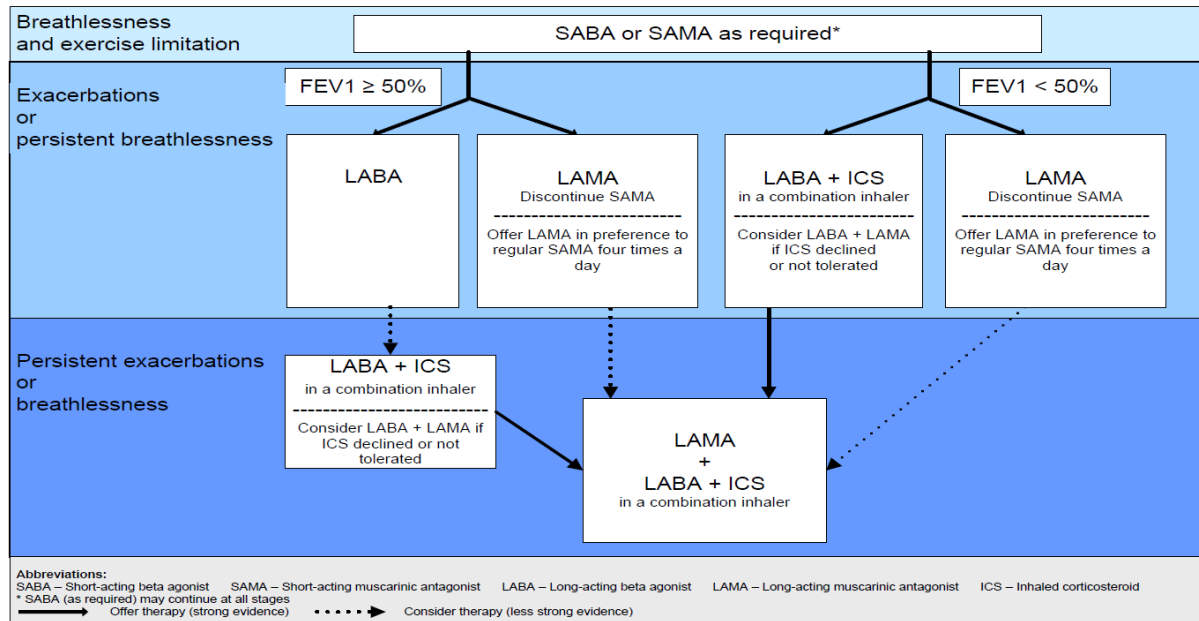 Breathlessness
and exercise limitation
SABA or SAMA as required*
FEV1 ≥ 50%
FEV1 < 50%
Exacerbations
or
persistent breathlessness
LABA
LAMA
Discontinue SAMA
Offer LAMA in preference to
regular SAMA four times a
day
LABA + ICS
in a combination inhaler
Consider LABA + LAMA
if ICS declined
or not tolerated
LAMA
Discontinue SAMA
Offer LAMA in preference to
regular SAMA four times a
day
Persistent exacerbations
or
breathlessness
LABA + ICS
in a combination inhaler
Consider LABA + LAMA if
ICS declined or not
tolerated
LAMA
+
LABA + ICS
in a combination inhaler
Abbreviations:
SABA – Short-acting beta agonist SAMA – Short-acting muscarinic antagonist LABA – Long-acting beta agonist LAMA – Long-acting muscarinic antagonist ICS – Inhaled corticosteroid
* SABA (as required) may continue at all stages
Offer therapy (strong evidence) Consider therapy (less strong evidence)